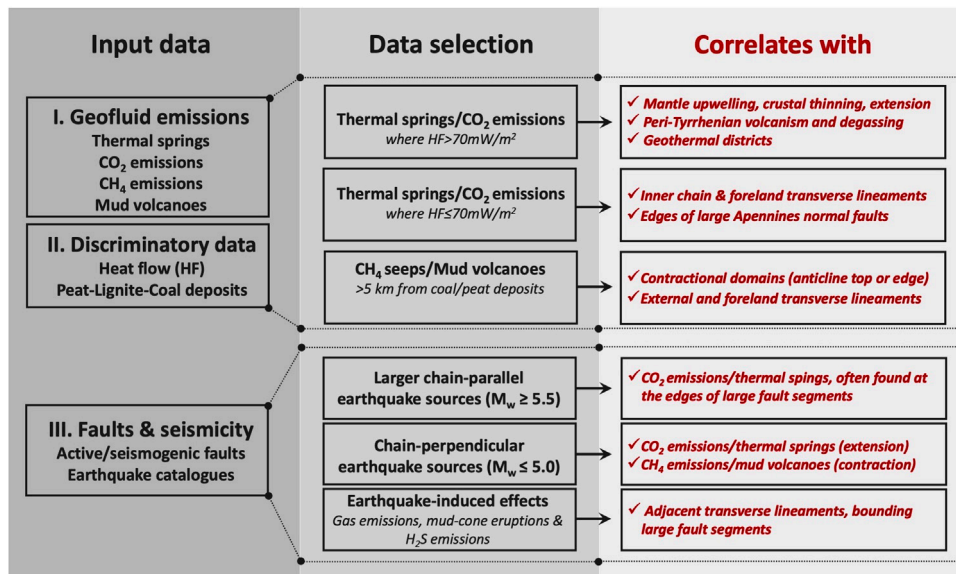 Input data
Data selection
Correlates with
I. Geofluid emissions
Thermal springs
CO₂ emissions
CH₄ emissions
Mud volcanoes
II. Discriminatory data
Heat flow (HF)
Peat-Lignite-Coal deposits
Thermal springs/CO₂ emissions
where HF>70mW/m²
✓ Mantle upwelling, crustal thinning, extension
✓ Peri-Tyrrhenian volcanism and degassing
✓ Geothermal districts
Thermal springs/CO₂ emissions
where HF≤70mW/m²
✓ Inner chain & foreland transverse lineaments
✓ Edges of large Apennines normal faults
CH₄ seeps/Mud volcanoes
>5 km from coal/peat deposits
✓ Contractional domains (anticline top or edge)
✓ External and foreland transverse lineaments
III. Faults & seismicity
Active/seismogenic faults
Earthquake catalogues
Larger chain-parallel
earthquake sources (Mw ≥ 5.5)
✓ CO₂ emissions/thermal spings, often found at
the edges of large fault segments
Chain-perpendicular
earthquake sources (Mw ≤ 5.0)
✓ CO₂ emissions/thermal springs (extension)
✓ CH₄ emissions/mud volcanoes (contraction)
Earthquake-induced effects
Gas emissions, mud-cone eruptions &
H₂S emissions
✓ Adjacent transverse lineaments, bounding
large fault segments